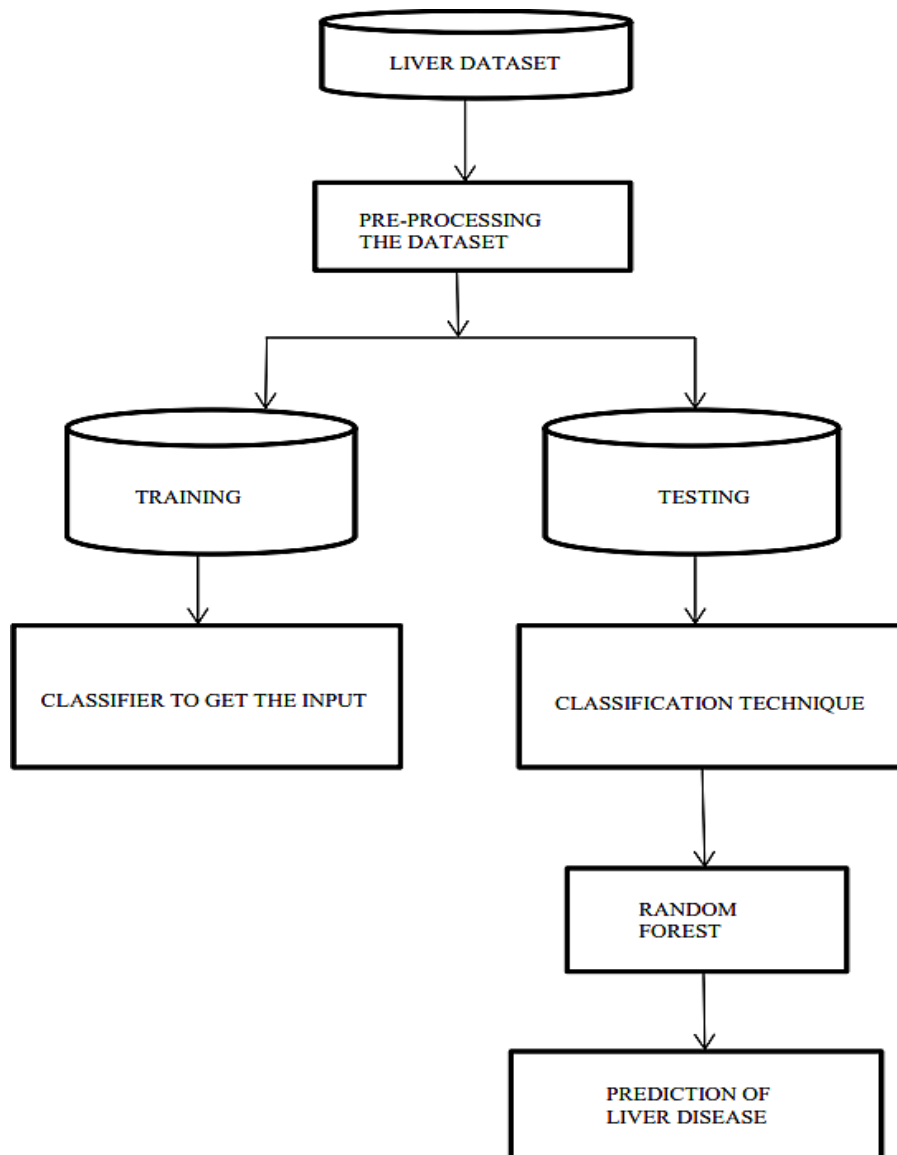 LIVER DATASET
PRE-PROCESSING
THE DATASET
TRAINING
TESTING
CLASSIFIER TO GET THE INPUT
CLASSIFICATION TECHNIQUE
RANDOM
FOREST
PREDICTION OF
LIVER DISEASE